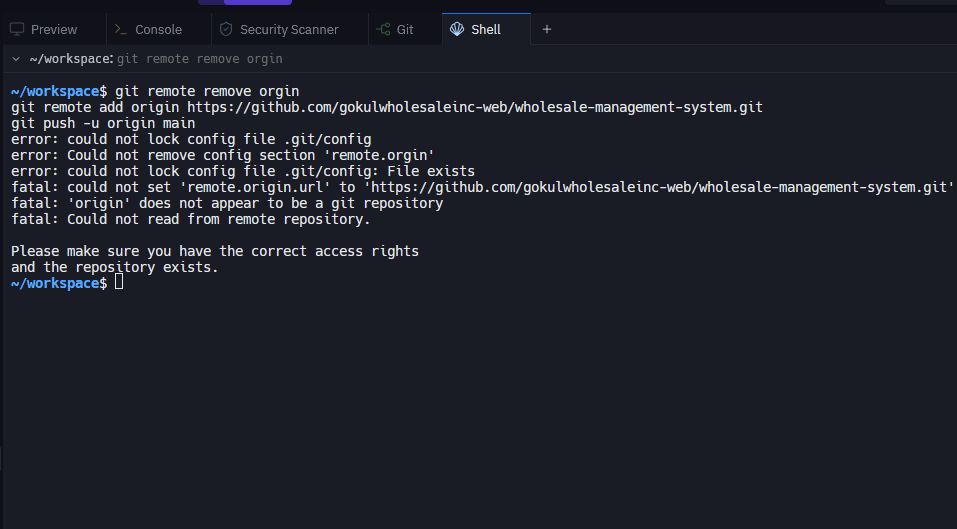 Preview Console Security Scanner Git Shell +
~/workspace: git remote remove orgin
~/workspace$ git remote remove orgin
git remote add origin https://github.com/gokulwholesaleinc-web/wholesale-management-system.git
git push -u origin main
error: could not lock config file .git/config
error: Could not remove config section 'remote.orgin'
error: could not lock config file .git/config: File exists
fatal: could not set 'remote.origin.url' to 'https://github.com/gokulwholesaleinc-web/wholesale-management-system.git'
fatal: 'origin' does not appear to be a git repository
fatal: Could not read from remote repository.
Please make sure you have the correct access rights
and the repository exists.
~/workspace$